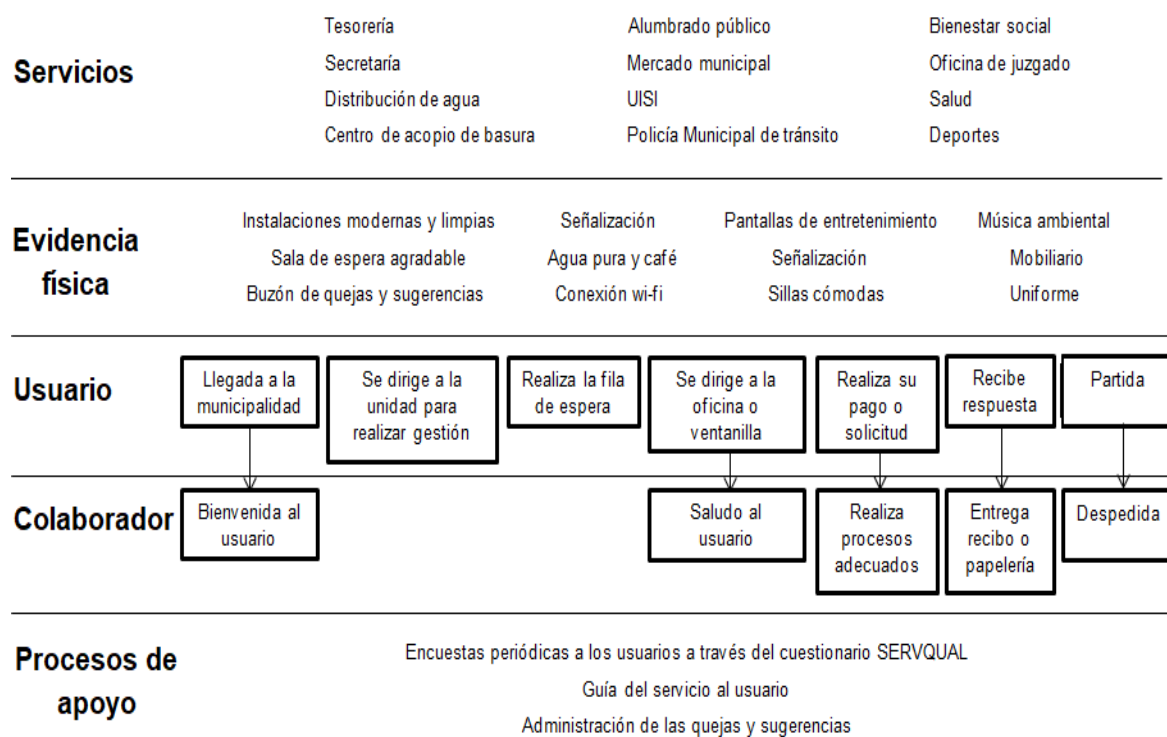 Servicios
Tesorería
Alumbrado público
Bienestar social
Secretaría
Mercado municipal
Oficina de juzgado
Distribución de agua
UISI
Salud
Centro de acopio de basura
Policía Municipal de tránsito
Deportes
Evidencia
física
Instalaciones modernas y limpias
Señalización
Pantallas de entretenimiento
Música ambiental
Sala de espera agradable
Agua pura y café
Señalización
Mobiliario
Buzón de quejas y sugerencias
Conexión wi-fi
Sillas cómodas
Uniforme
Usuario
Llegada a la
municipalidad
Se dirige a la
unidad para
realizar gestión
Realiza la fila
de espera
Se dirige a la
oficina o
ventanilla
Realiza su
pago o
solicitud
Recibe
respuesta
Partida
Colaborador
Bienvenida al
usuario
Saludo al
usuario
Realiza
procesos
adecuados
Entrega
recibo o
papelería
Despedida
Procesos de
apoyo
Encuestas periódicas a los usuarios a través del cuestionario SERVQUAL
Guía del servicio al usuario
Administración de las quejas y sugerencias